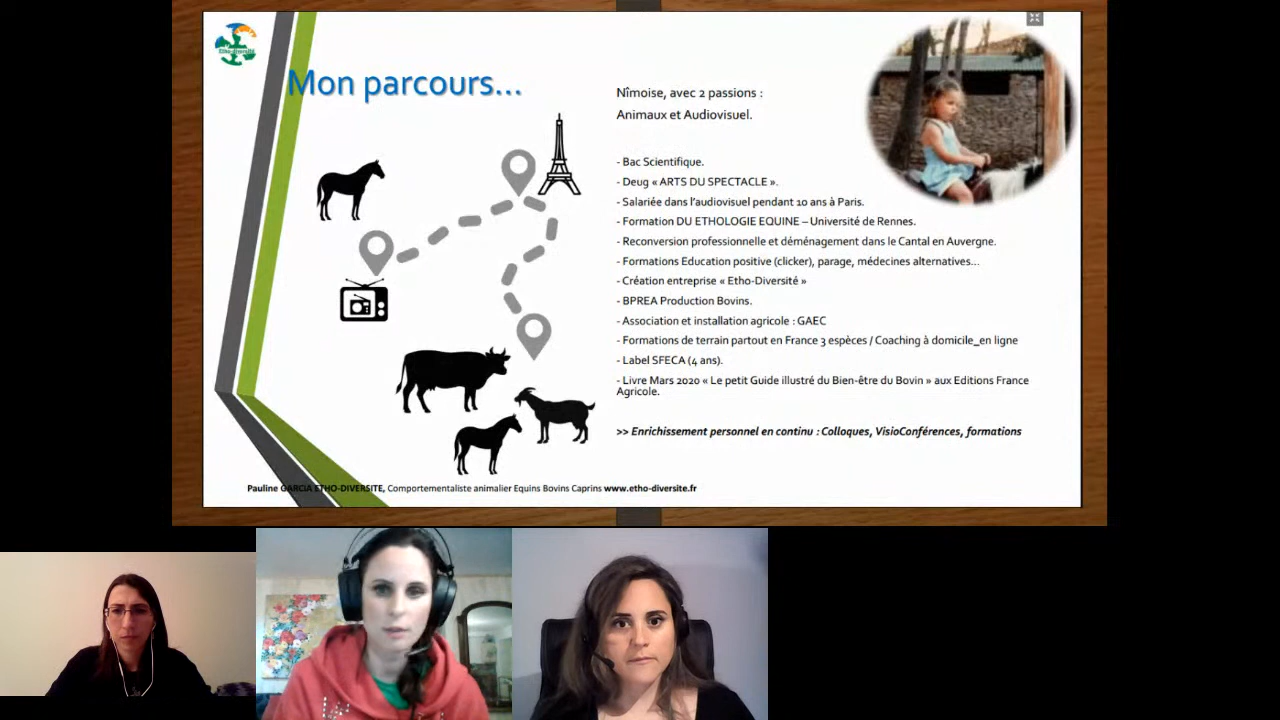 Etho-diversité
Mon parcours...
Nîmoise, avec 2 passions :
Animaux et Audiovisuel.
- Bac Scientifique.
- Deug « ARTS DU SPECTACLE ».
- Salariée dans l'audiovisuel pendant 10 ans à Paris.
- Formation DU ETHOLOGIE EQUINE – Université de Rennes.
- Reconversion professionnelle et déménagement dans le Cantal en Auvergne.
- Formations Education positive (clicker), parage, médecines alternatives...
- Création entreprise « Etho-Diversité »
- BPREA Production Bovins.
- Association et installation agricole : GAEC
- Formations de terrain partout en France 3 espèces / Coaching à domicile_en ligne
- Label SFECA (4 ans).
- Livre Mars 2020 « Le petit Guide illustré du Bien-être du Bovin » aux Editions France
Agricole.
>> Enrichissement personnel en continu : Colloques, VisioConférences, formations
Pauline GARCIA ETHO-DIVERSITE, Comportementaliste animalier Equins Bovins Caprins www.etho-diversite.fr